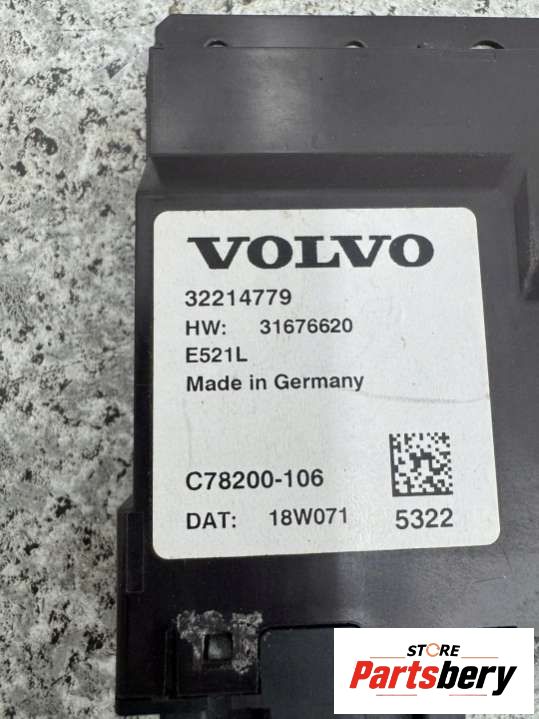 VOLVO
32214779
HW: 31676620
E521L
Made in Germany
C78200-106
DAT: 18W071 5322
STORE
Partsbery